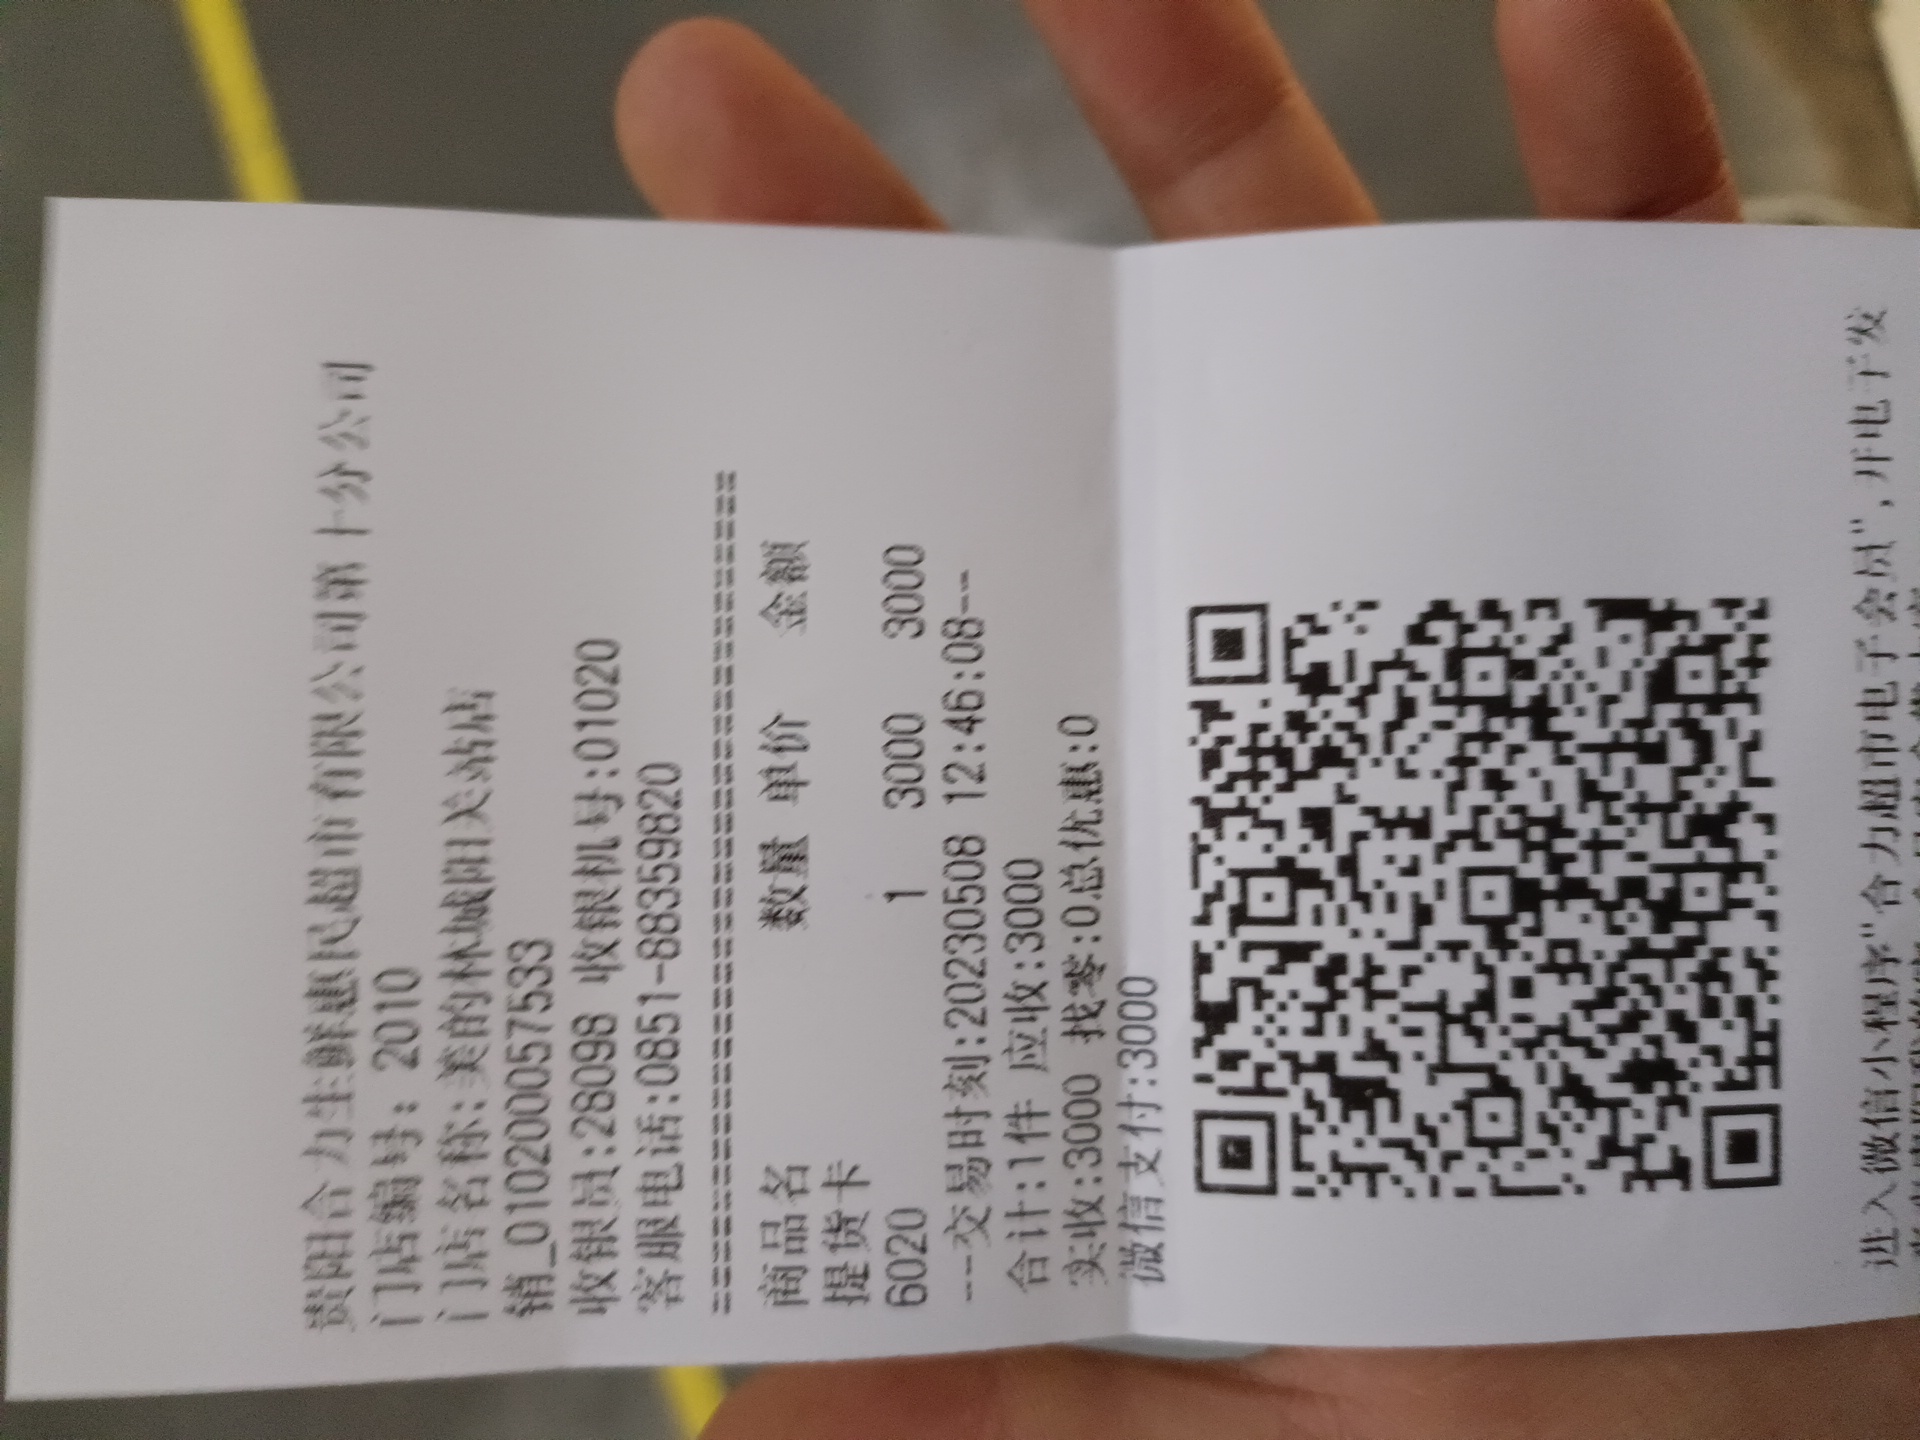 贵阳合力生鲜惠民超市有限公司第十分公司
门店编号: 2010
门店名称:美的林城阳关站店
销_010200057533
收银员:28098 收银机号:01020
客服电话:0851-88359820
========================================
商品名 数量 单价 金额
提货卡
6020 1 3000 3000
---交易时刻:20230508 12:46:08--
合计:1件 应收:3000
实收:3000 找零:0总优惠:0
微信支付:3000
进入微信小程序"合力超市电子会员",开电子发